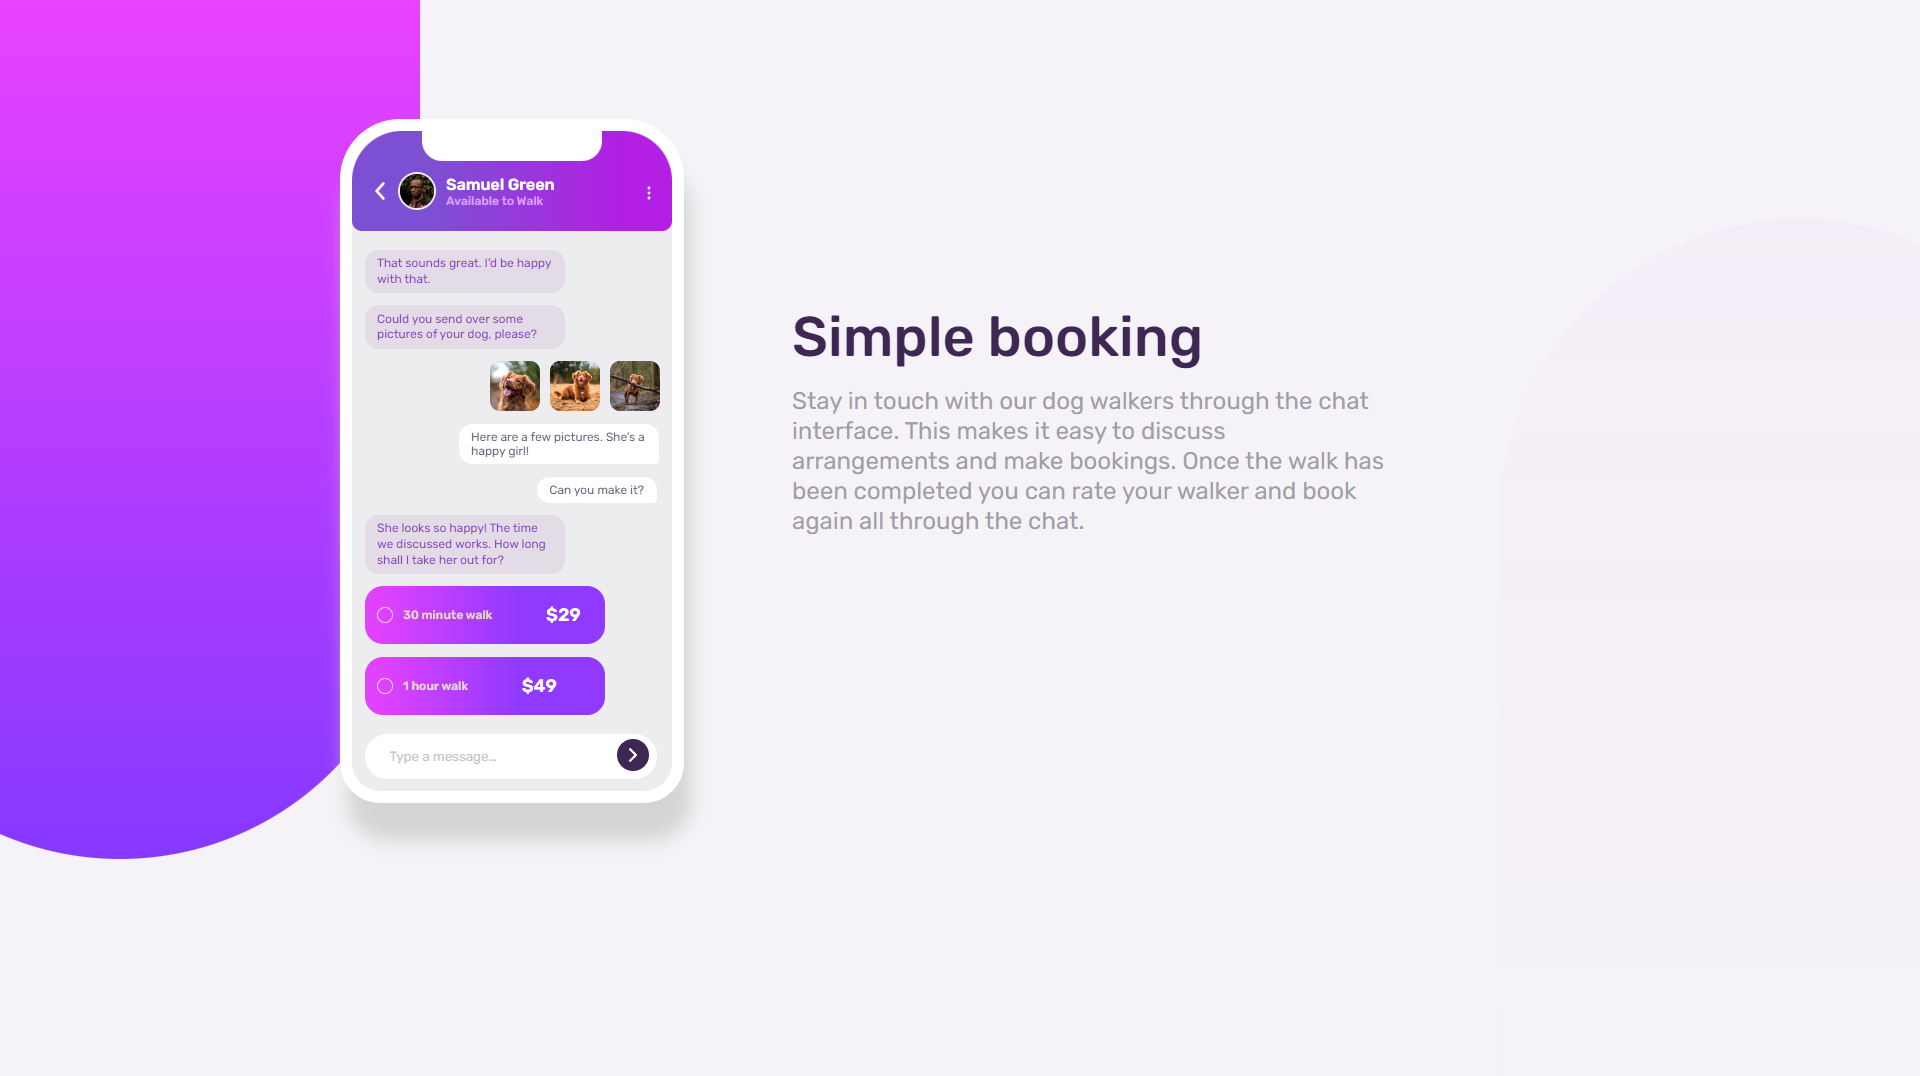 Samuel Green
Available to Walk
That sounds great. I’d be happy
with that.
Could you send over some
pictures of your dog, please?
Here are a few pictures. She’s a
happy girl!
Can you make it?
She looks so happy! The time
we discussed works. How long
shall I take her out for?
30 minute walk $29
1 hour walk $49
Type a message...
Simple booking
Stay in touch with our dog walkers through the chat
interface. This makes it easy to discuss
arrangements and make bookings. Once the walk has
been completed you can rate your walker and book
again all through the chat.